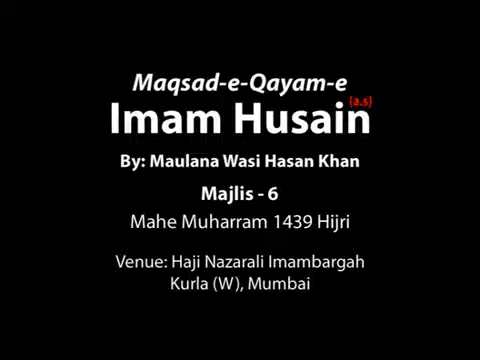 Maqsad-e-Qayam-e
(a.s)
Imam Husain
By: Maulana Wasi Hasan Khan
Majlis - 6
Mahe Muharram 1439 Hijri
Venue: Haji Nazarali Imambargah
Kurla (W), Mumbai